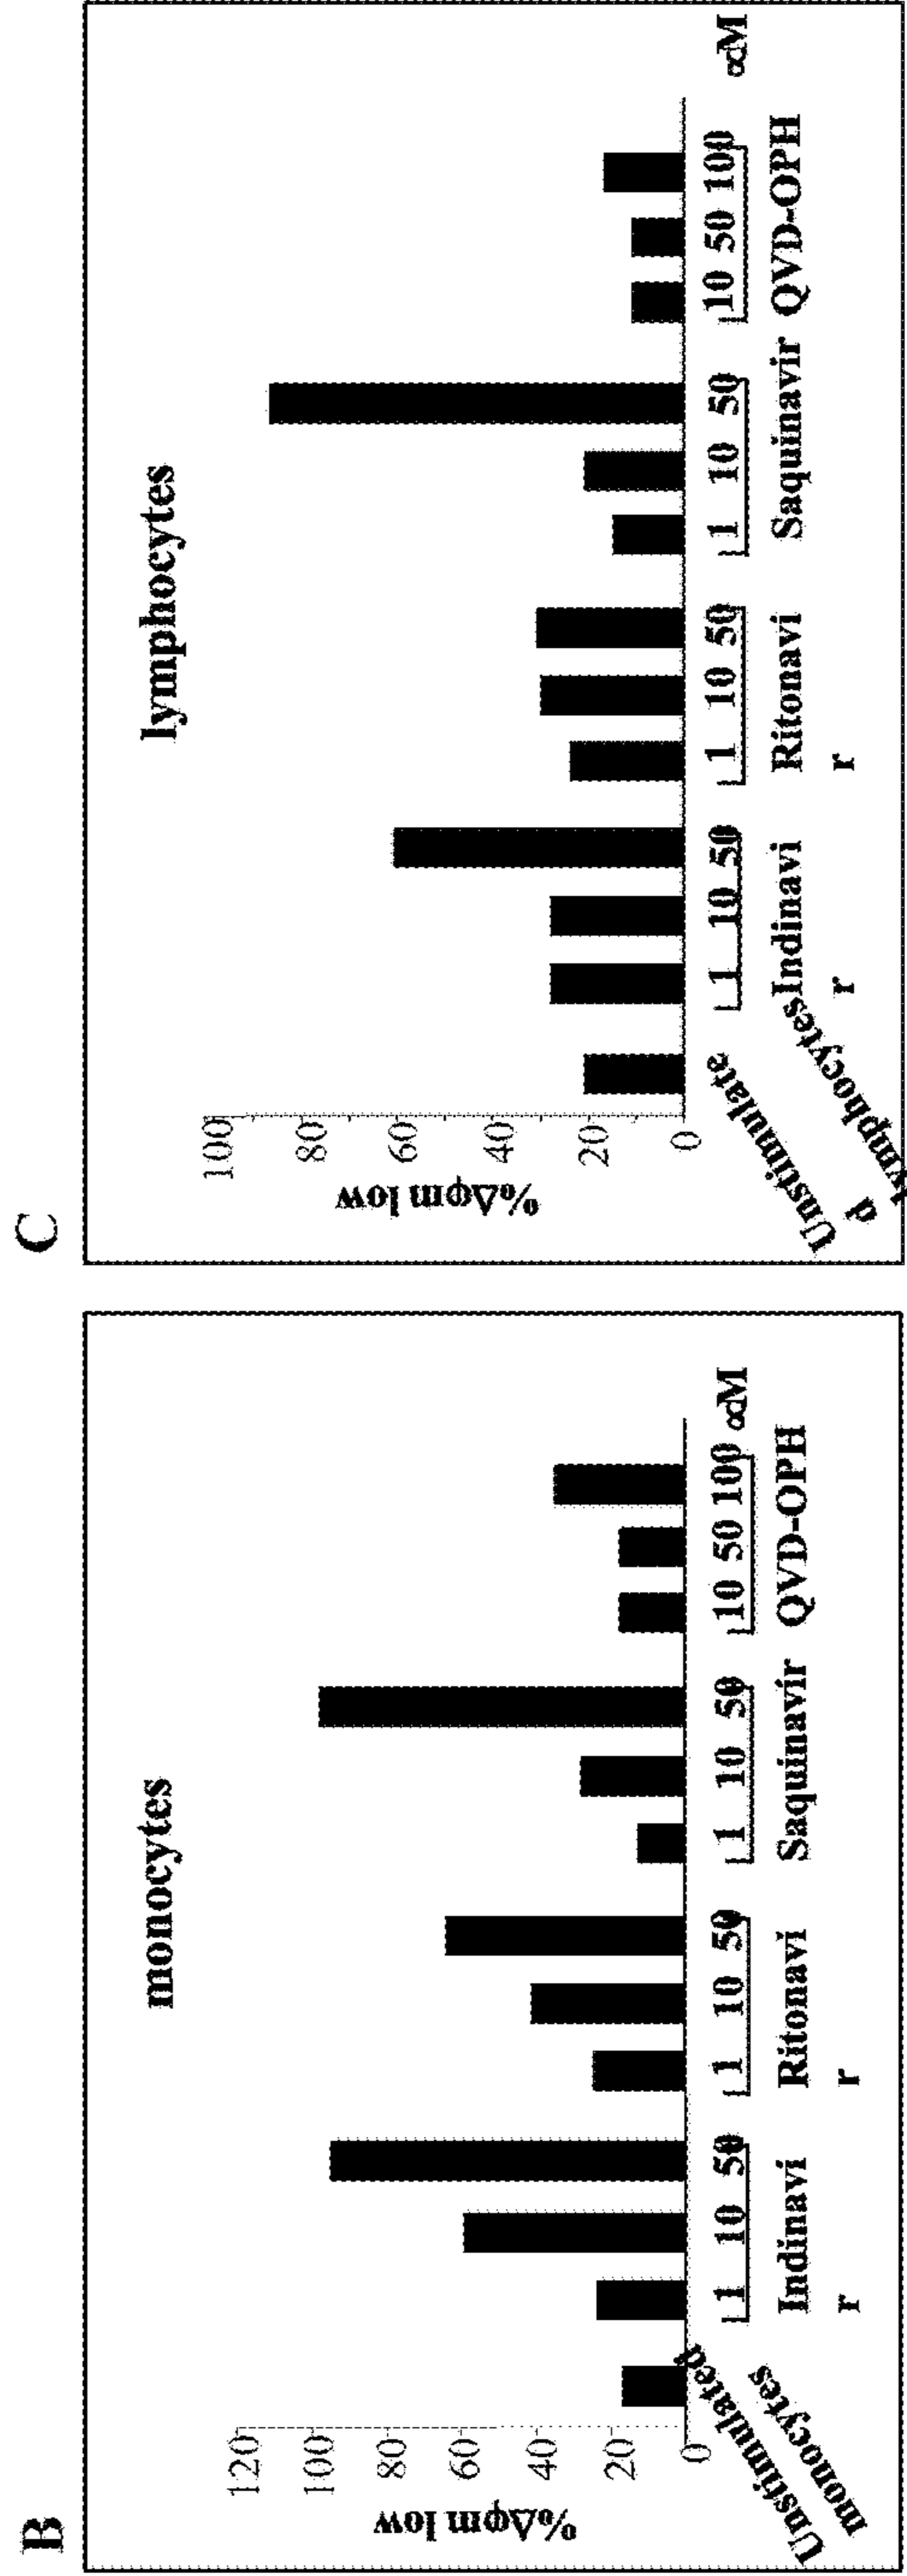 B
monocytes
%Δφm low
120
100
80
60
40
20
0
1 10 50 1 10 50 1 10 50 10 50 100 αM
Unstimulated
monocytes
Indinavi
r
Ritonavi
r
Saquinavir
QVD-OPH
C
lymphocytes
%Δφm low
100
80
60
40
20
0
1 10 50 1 10 50 1 10 50 10 50 100 αM
Unstimulate
d lymphocytes
Indinavi
r
Ritonavi
r
Saquinavir
QVD-OPH